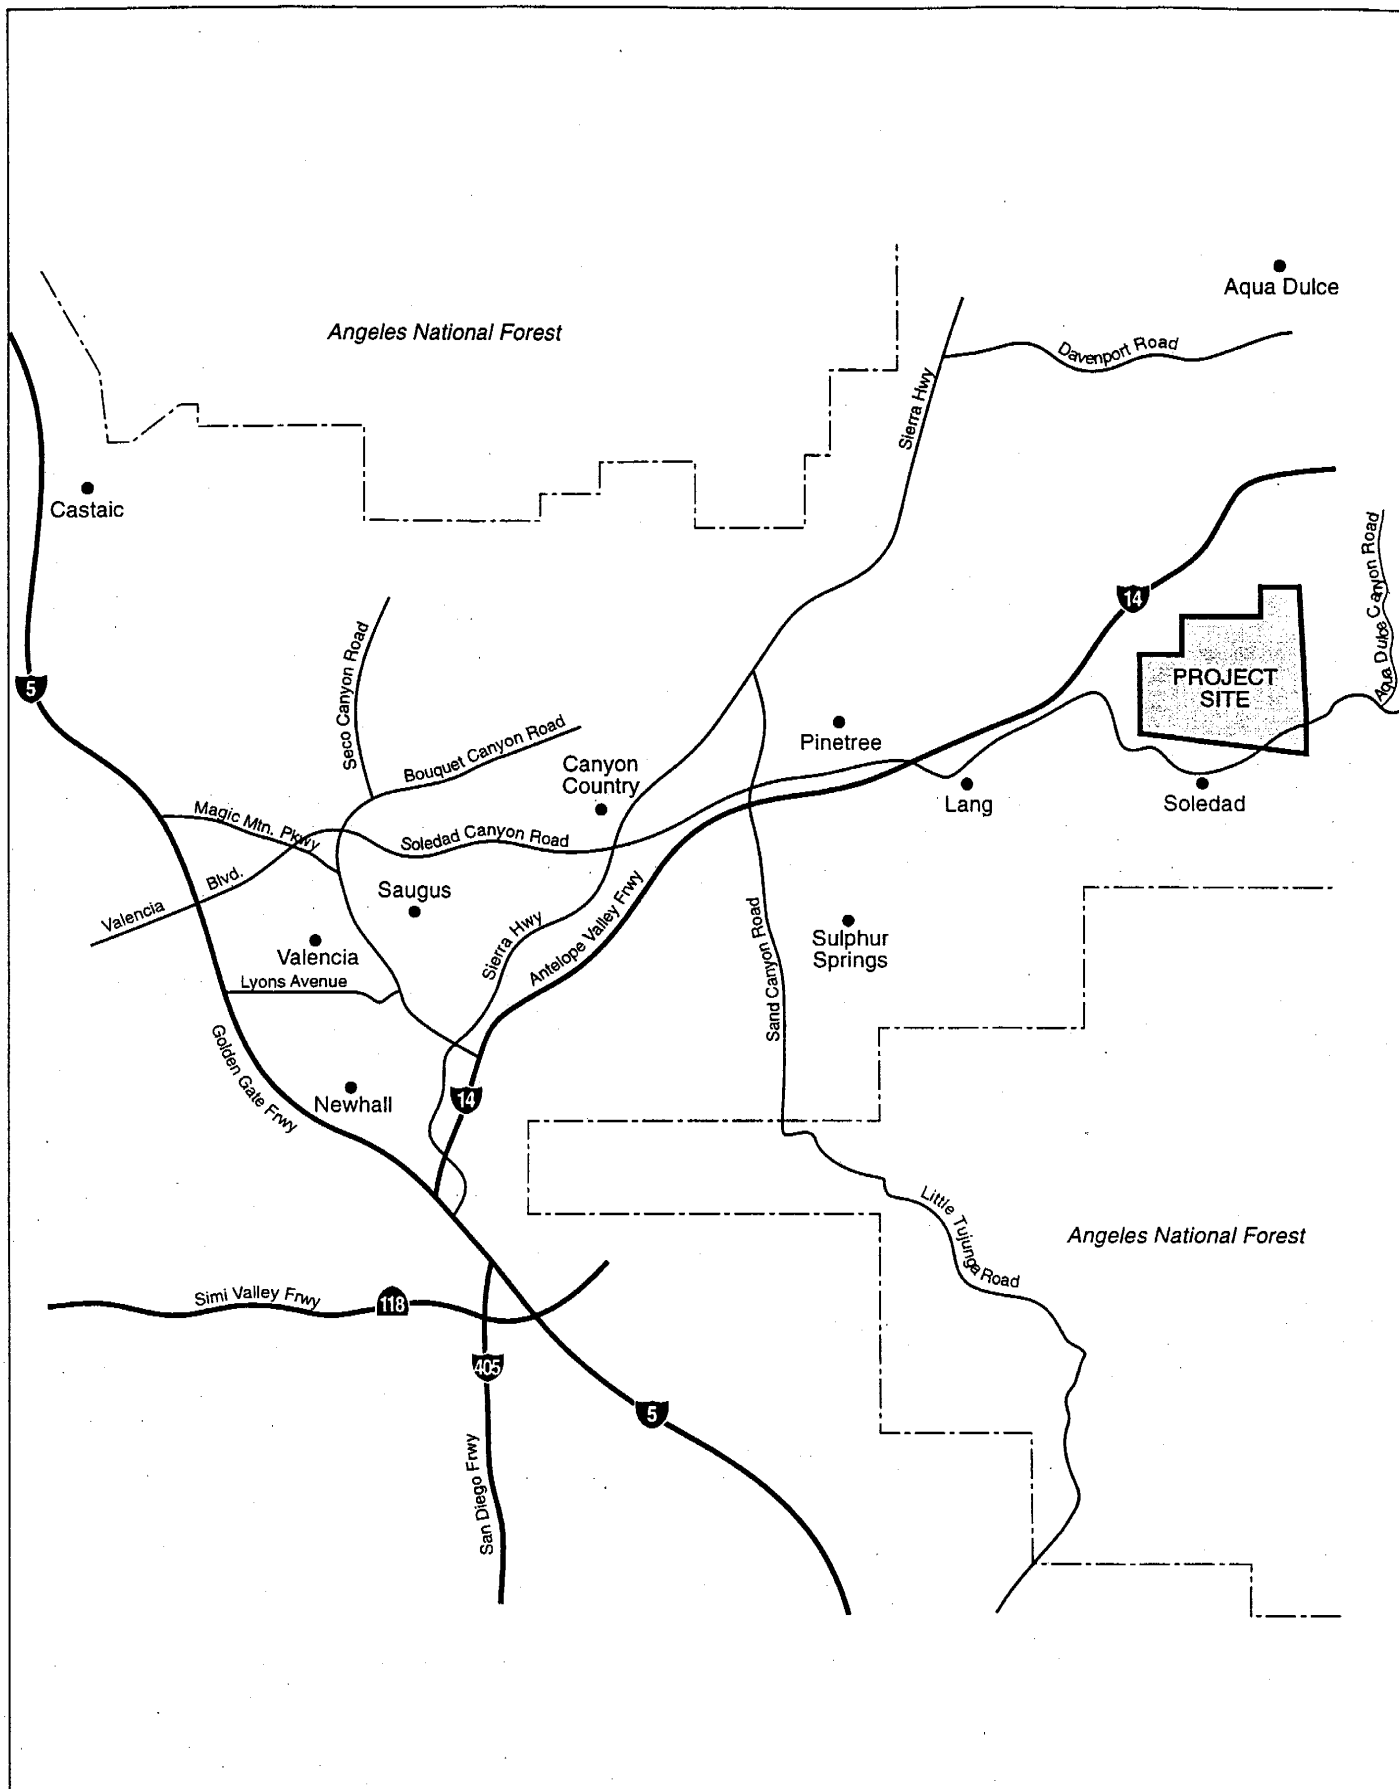 Aqua Dulce
Angeles National Forest
Davenport Road
Sierra Hwy
Castaic
Aqua Dulce Canyon Road
14
PROJECT
SITE
Seco Canyon Road
5
Bouquet Canyon Road
Pinetree
Canyon
Country
Lang
Soledad
Magic Mtn. Pkwy
Soledad Canyon Road
Valencia Blvd.
Saugus
Antelope Valley Frwy
Sierra Hwy
Sand Canyon Road
Sulphur
Springs
Valencia
Lyons Avenue
Golden Gate Frwy
Newhall
14
Little Tujunga Road
Angeles National Forest
Simi Valley Frwy
118
405
5
San Diego Frwy